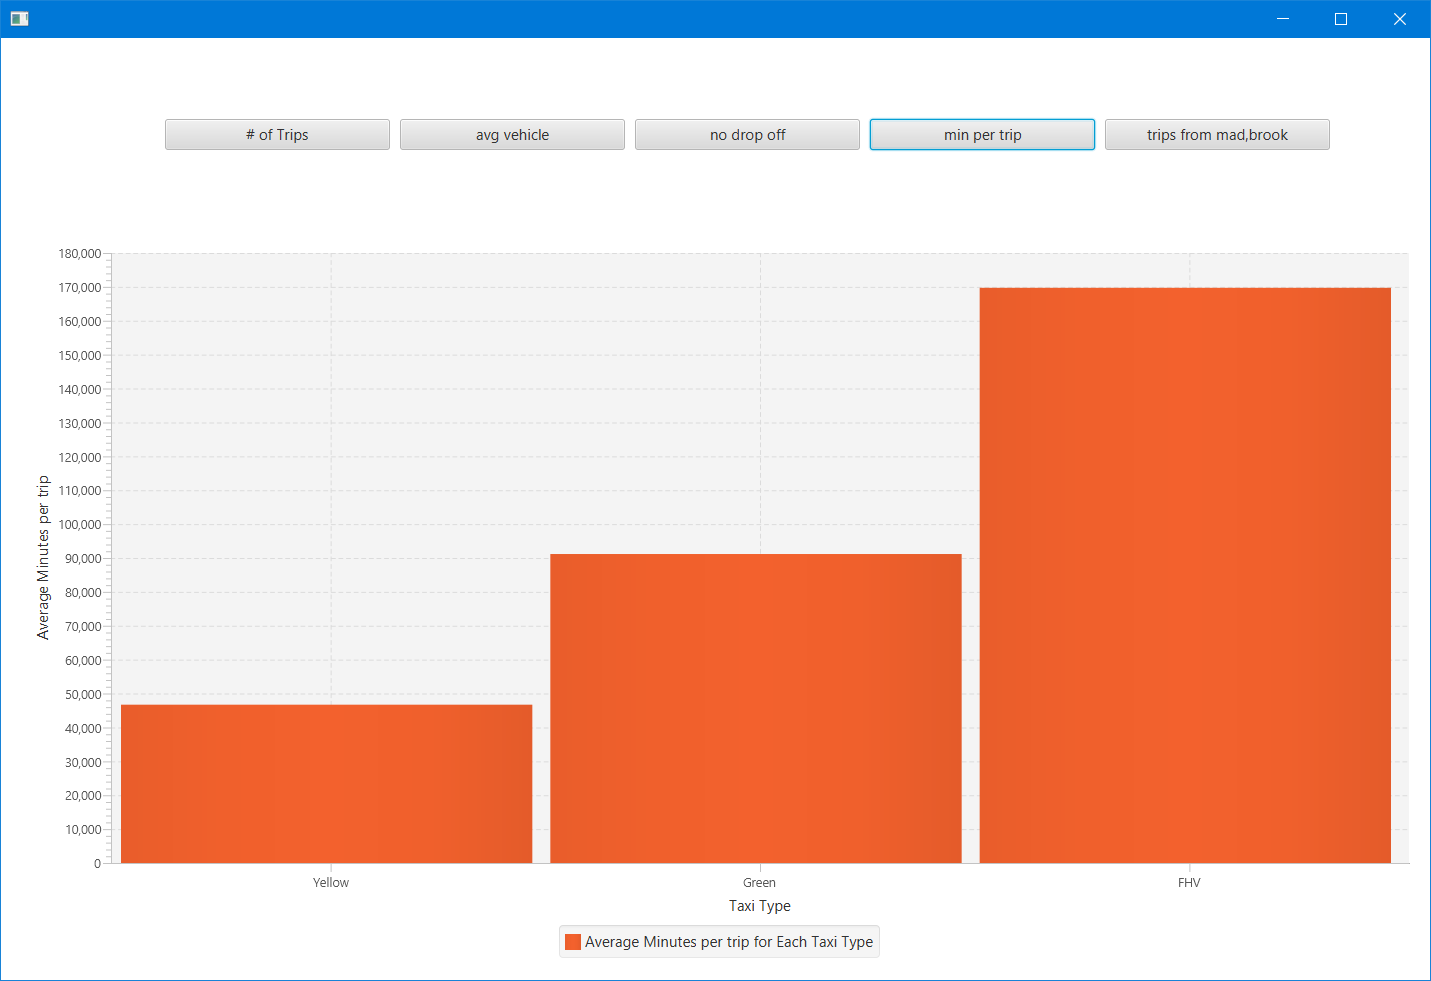 # of Trips
avg vehicle
no drop off
min per trip
trips from mad,brook
180,000
170,000
160,000
150,000
140,000
130,000
120,000
110,000
100,000
90,000
80,000
70,000
60,000
50,000
40,000
30,000
20,000
10,000
0
Average Minutes per trip
Yellow
Green
FHV
Taxi Type
Average Minutes per trip for Each Taxi Type